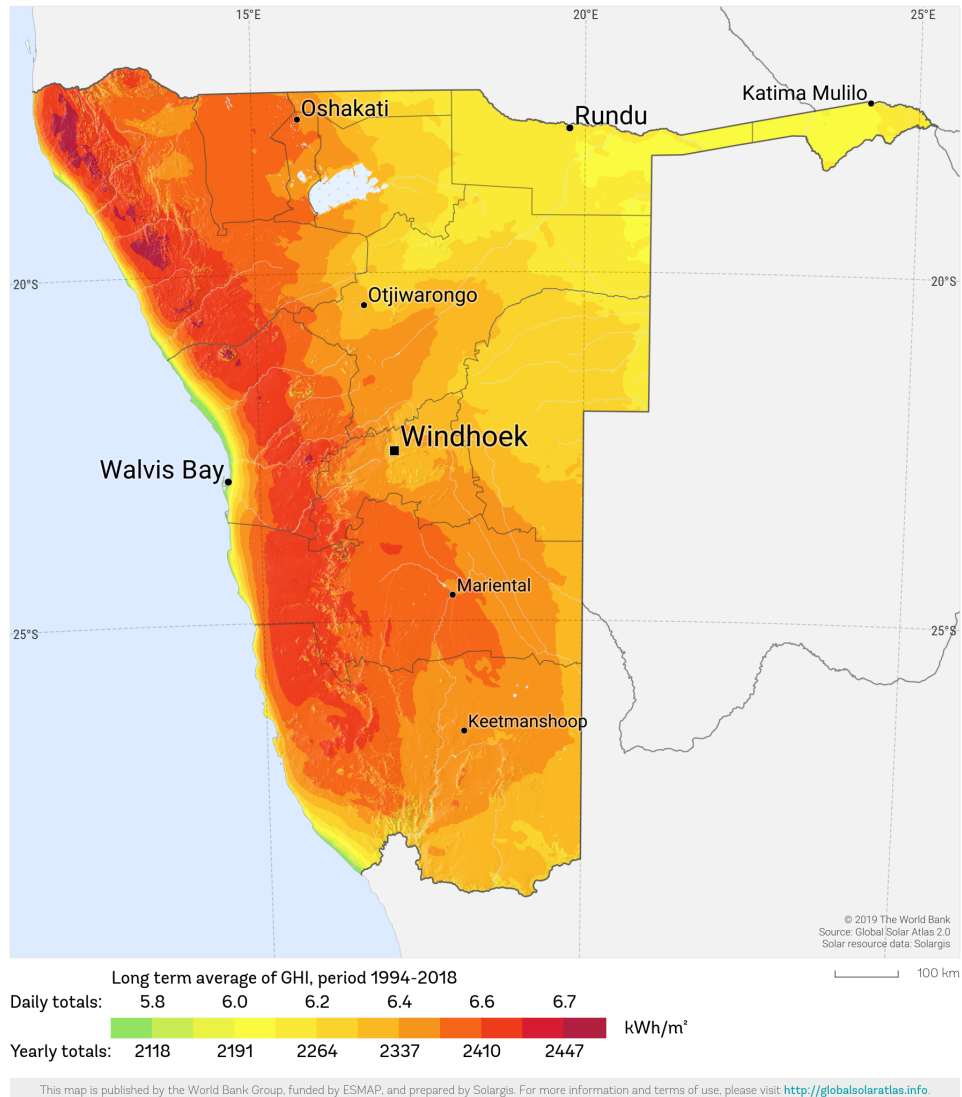 15°E 20°E 25°E
Katima Mulilo
Oshakati
Rundu
20°S 20°S
Otjiwarongo
Windhoek
Walvis Bay
Mariental
25°S 25°S
Keetmanshoop
© 2019 The World Bank
Source: Global Solar Atlas 2.0
Solar resource data: Solargis
100 km
Long term average of GHI, period 1994-2018
Daily totals: 5.8 6.0 6.2 6.4 6.6 6.7
kWh/m²
Yearly totals: 2118 2191 2264 2337 2410 2447
This map is published by the World Bank Group, funded by ESMAP, and prepared by Solargis. For more information and terms of use, please visit http://globalsolaratlas.info.